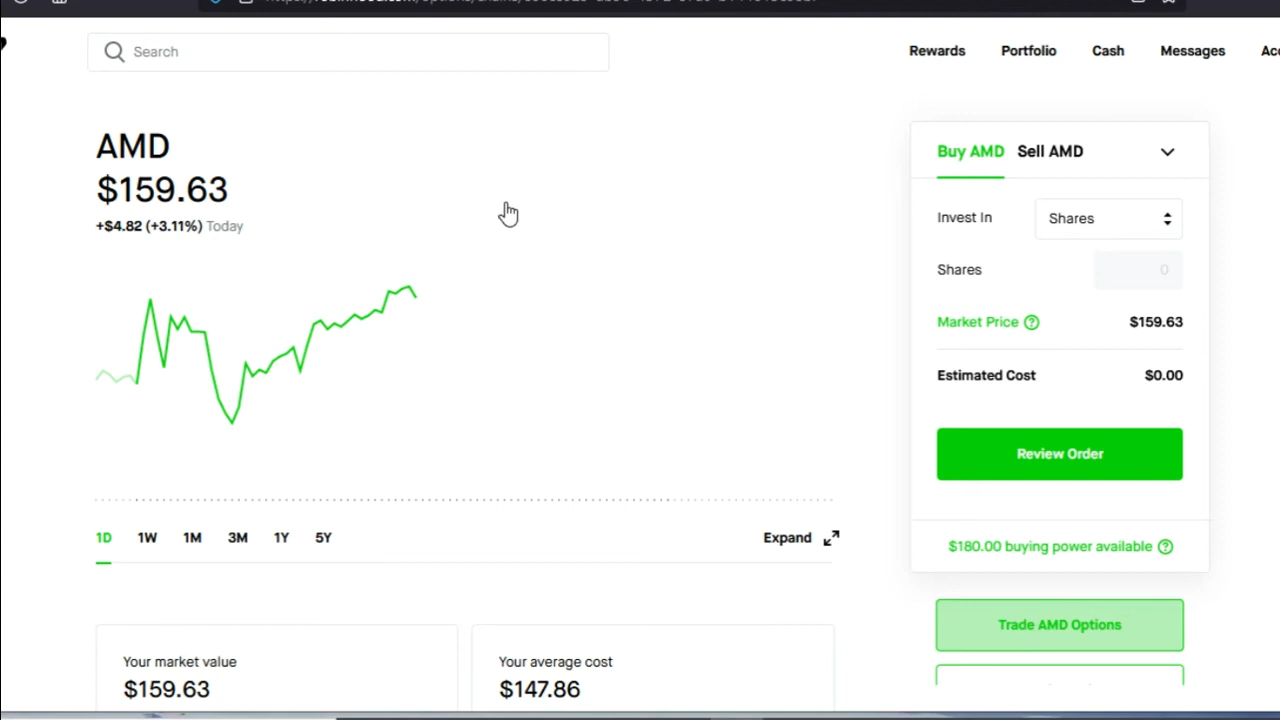 Search
Rewards Portfolio Cash Messages
AMD
$159.63
+$4.82 (+3.11%) Today
1D 1W 1M 3M 1Y 5Y
Expand
Your market value
$159.63
Your average cost
$147.86
Buy AMD Sell AMD
Invest In Shares
Shares 0
Market Price $159.63
Estimated Cost $0.00
Review Order
$180.00 buying power available
Trade AMD Options